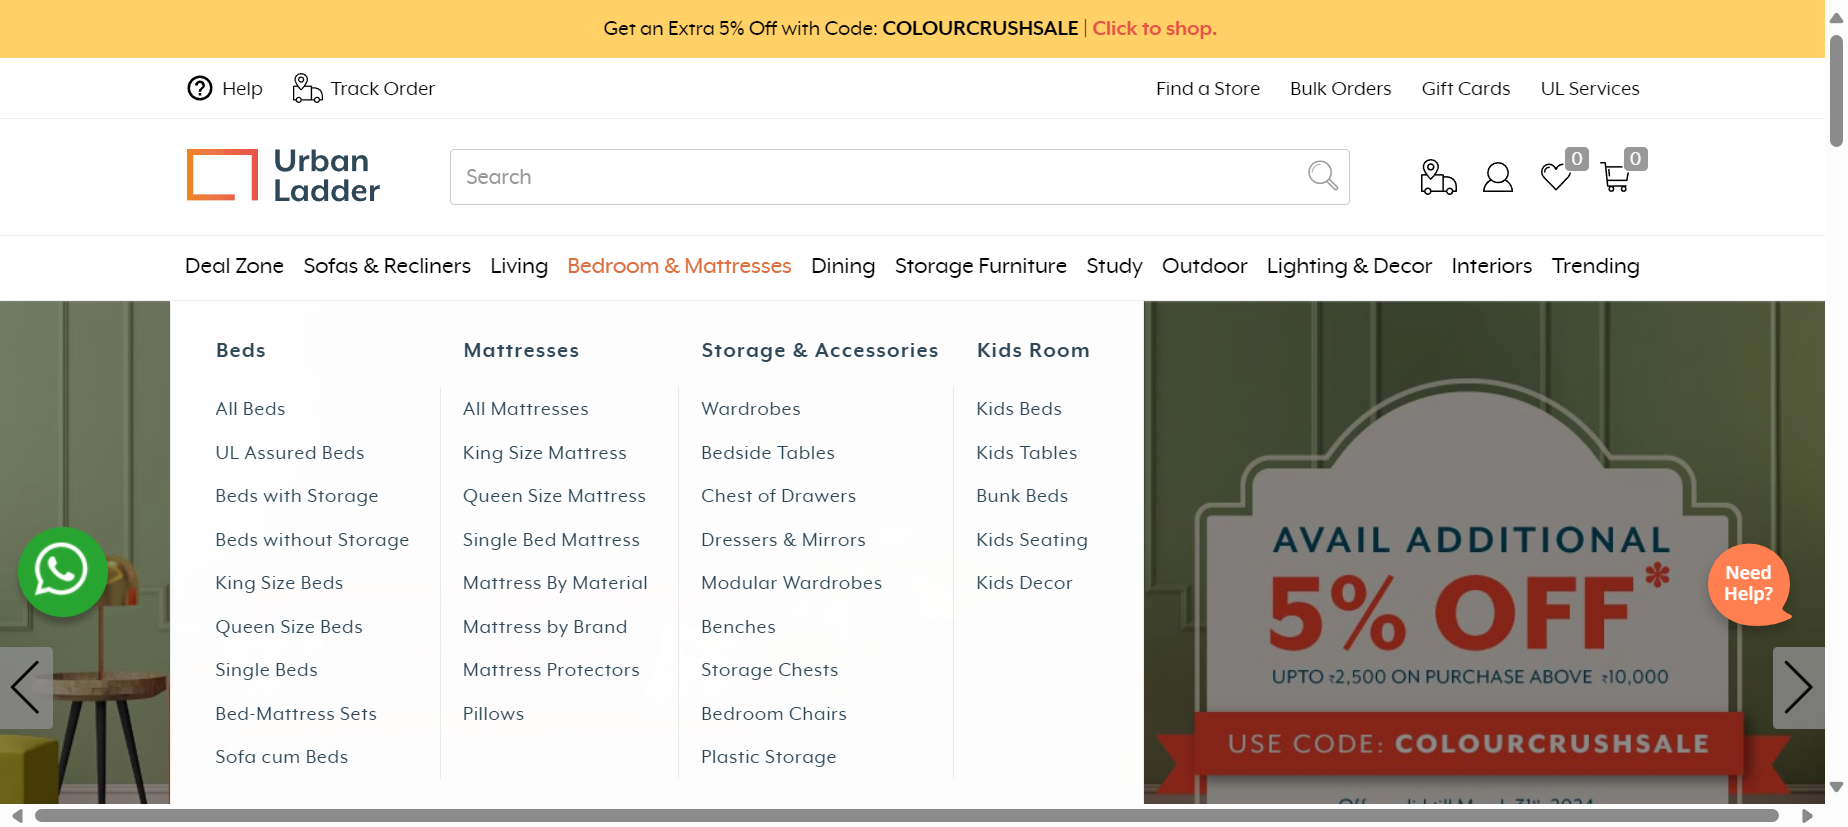 Get an Extra 5% Off with Code: COLOURCRUSHSALE | Click to shop.
Help
Track Order
Find a Store
Bulk Orders
Gift Cards
UL Services
Urban
Ladder
Search
0
0
Deal Zone
Sofas & Recliners
Living
Bedroom & Mattresses
Dining
Storage Furniture
Study
Outdoor
Lighting & Decor
Interiors
Trending
Beds
All Beds
UL Assured Beds
Beds with Storage
Beds without Storage
King Size Beds
Queen Size Beds
Single Beds
Bed-Mattress Sets
Sofa cum Beds
Mattresses
All Mattresses
King Size Mattress
Queen Size Mattress
Single Bed Mattress
Mattress By Material
Mattress by Brand
Mattress Protectors
Pillows
Storage & Accessories
Wardrobes
Bedside Tables
Chest of Drawers
Dressers & Mirrors
Modular Wardrobes
Benches
Storage Chests
Bedroom Chairs
Plastic Storage
Kids Room
Kids Beds
Kids Tables
Bunk Beds
Kids Seating
Kids Decor
AVAIL ADDITIONAL
5% OFF*
UPTO ₹2,500 ON PURCHASE ABOVE ₹10,000
USE CODE: COLOURCRUSHSALE
Need
Help?